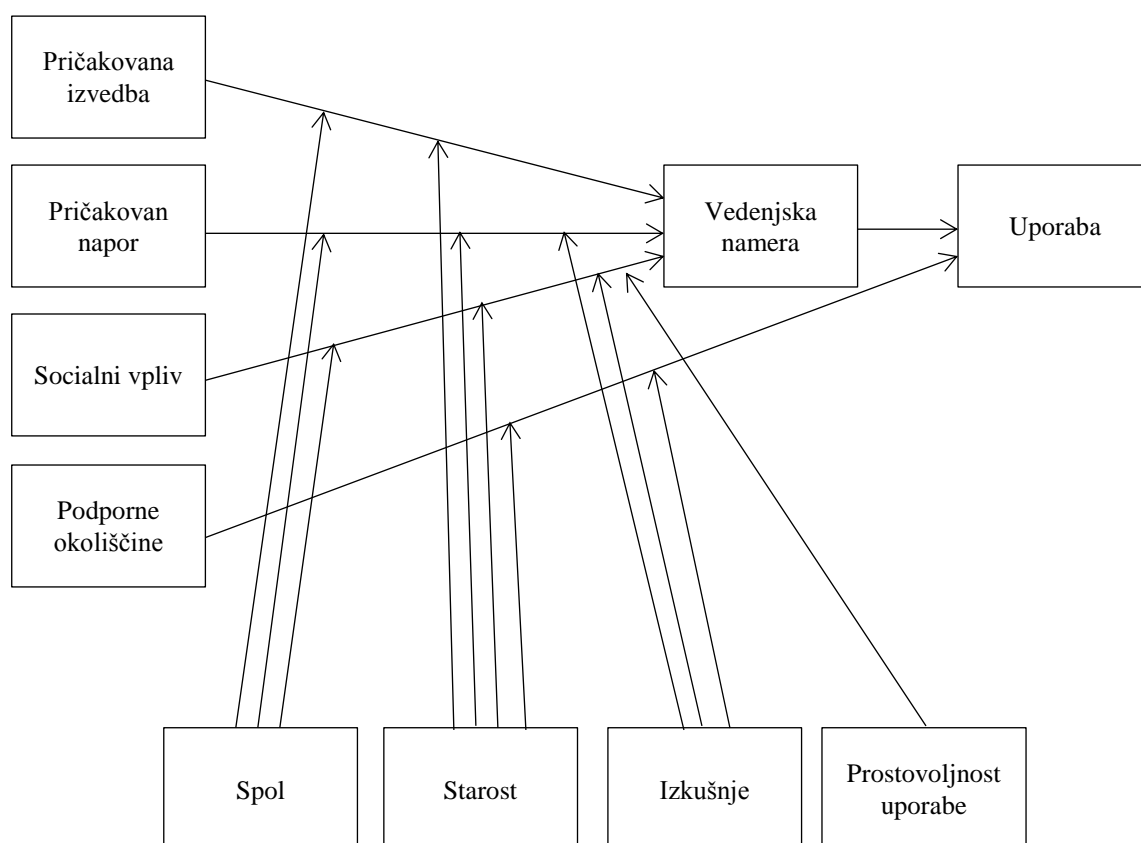 Pričakovana
izvedba
Pričakovan
napor
Vedenjska
namera
Uporaba
Socialni vpliv
Podporne
okoliščine
Spol
Starost
Izkušnje
Prostovoljnost
uporabe